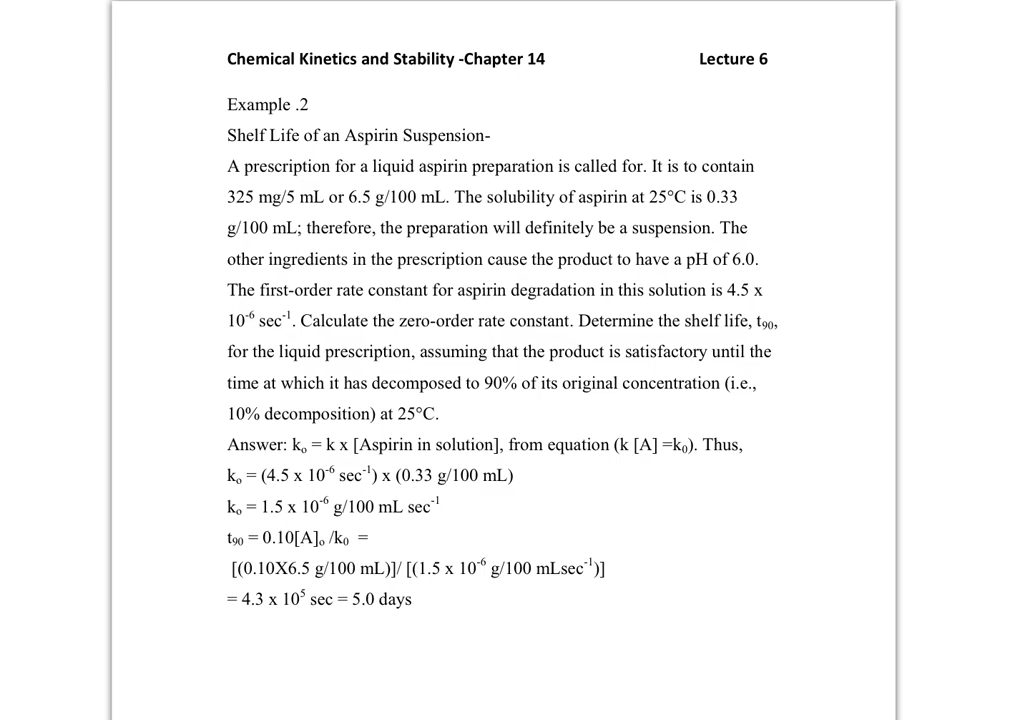 Chemical Kinetics and Stability -Chapter 14 Lecture 6
Example .2
Shelf Life of an Aspirin Suspension-
A prescription for a liquid aspirin preparation is called for. It is to contain
325 mg/5 mL or 6.5 g/100 mL. The solubility of aspirin at 25°C is 0.33
g/100 mL; therefore, the preparation will definitely be a suspension. The
other ingredients in the prescription cause the product to have a pH of 6.0.
The first-order rate constant for aspirin degradation in this solution is 4.5 x
10⁻⁶ sec⁻¹. Calculate the zero-order rate constant. Determine the shelf life, t₉₀,
for the liquid prescription, assuming that the product is satisfactory until the
time at which it has decomposed to 90% of its original concentration (i.e.,
10% decomposition) at 25°C.
Answer: kₒ = k x [Aspirin in solution], from equation (k [A] =k₀). Thus,
kₒ = (4.5 x 10⁻⁶ sec⁻¹) x (0.33 g/100 mL)
kₒ = 1.5 x 10⁻⁶ g/100 mL sec⁻¹
t₉₀ = 0.10[A]ₒ /k₀ =
[(0.10X6.5 g/100 mL)]/ [(1.5 x 10⁻⁶ g/100 mLsec⁻¹)]
= 4.3 x 10⁵ sec = 5.0 days